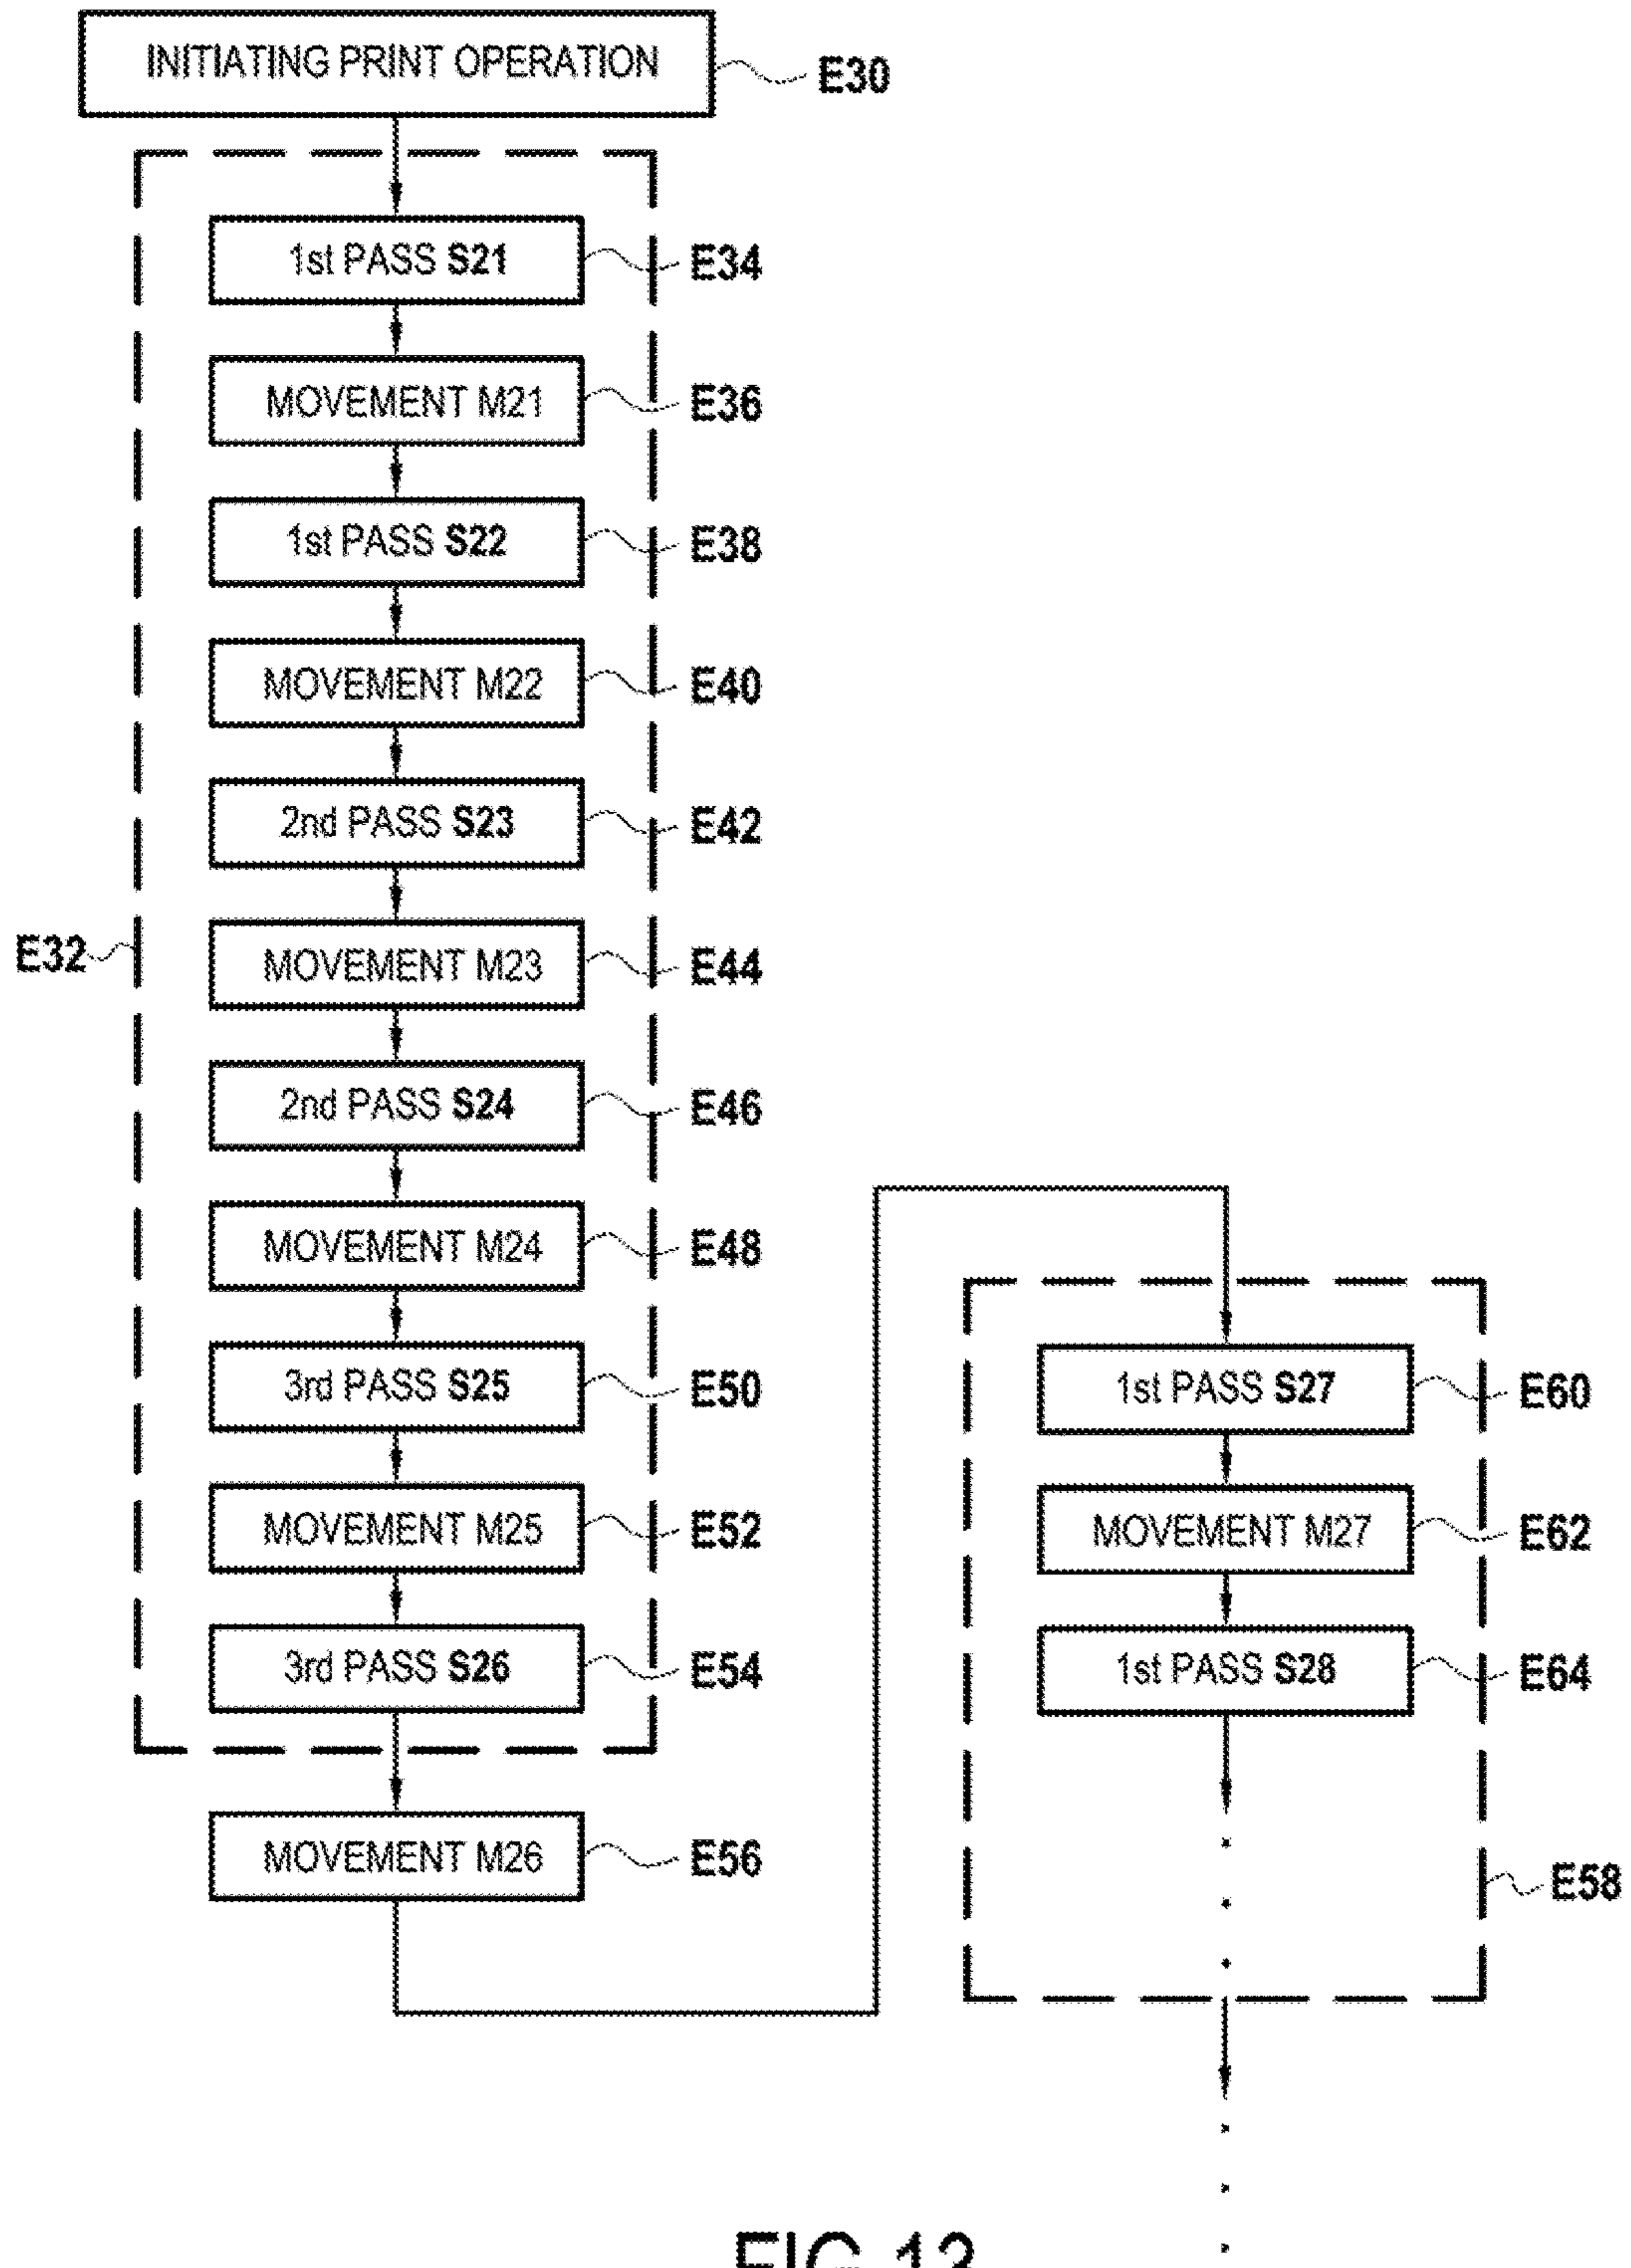 INITIATING PRINT OPERATION
E30
1st PASS S21
E34
MOVEMENT M21
E36
1st PASS S22
E38
MOVEMENT M22
E40
2nd PASS S23
E42
E32
MOVEMENT M23
E44
2nd PASS S24
E46
MOVEMENT M24
E48
3rd PASS S25
E50
MOVEMENT M25
E52
3rd PASS S26
E54
MOVEMENT M26
E56
1st PASS S27
E60
MOVEMENT M27
E62
1st PASS S28
E64
E58
FIG.13